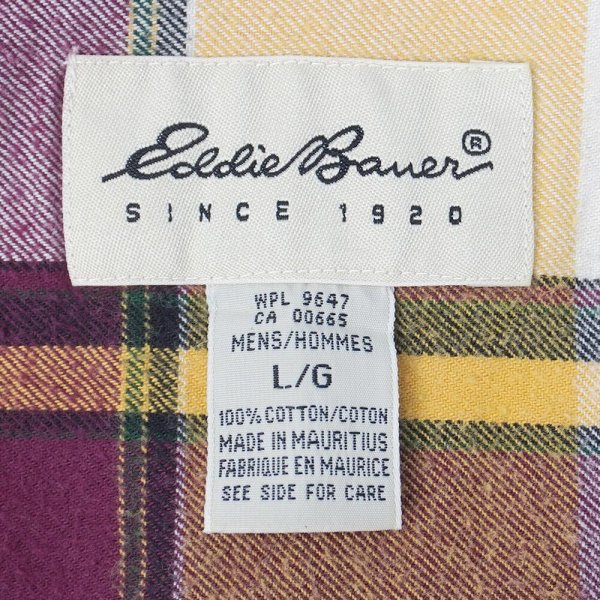 Eddie Bauer®
SINCE 1920
WPL 9647
CA 00665
MENS/HOMMES
L/G
100% COTTON/COTON
MADE IN MAURITIUS
FABRIQUE EN MAURICE
SEE SIDE FOR CARE